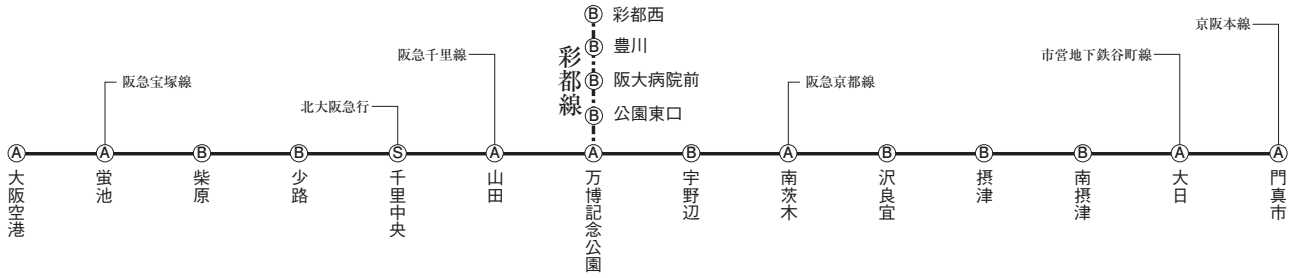 Ⓑ 彩都西
Ⓑ 豊川
Ⓑ 阪大病院前
Ⓑ 公園東口
彩都線
阪急宝塚線
北大阪急行
阪急千里線
阪急京都線
市営地下鉄谷町線
京阪本線
Ⓐ 大阪空港
Ⓐ 蛍池
Ⓑ 柴原
Ⓑ 少路
Ⓢ 千里中央
Ⓐ 山田
Ⓐ 万博記念公園
Ⓑ 宇野辺
Ⓐ 南茨木
Ⓑ 沢良宜
Ⓑ 摂津
Ⓑ 南摂津
Ⓐ 大日
Ⓐ 門真市